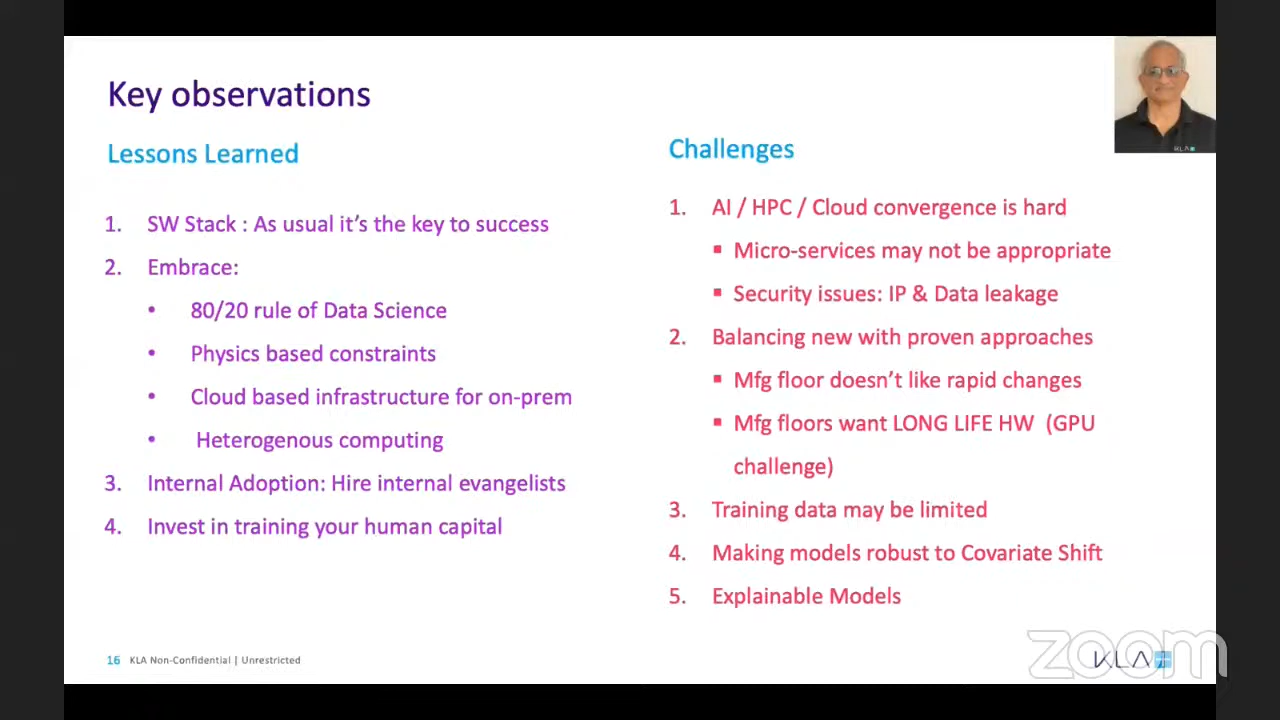 Key observations
Lessons Learned
1. SW Stack : As usual it's the key to success
2. Embrace:
• 80/20 rule of Data Science
• Physics based constraints
• Cloud based infrastructure for on-prem
• Heterogenous computing
3. Internal Adoption: Hire internal evangelists
4. Invest in training your human capital
Challenges
1. AI / HPC / Cloud convergence is hard
▪ Micro-services may not be appropriate
▪ Security issues: IP & Data leakage
2. Balancing new with proven approaches
▪ Mfg floor doesn't like rapid changes
▪ Mfg floors want LONG LIFE HW (GPU
challenge)
3. Training data may be limited
4. Making models robust to Covariate Shift
5. Explainable Models
KLA
16 KLA Non-Confidential | Unrestricted
KLA
zoom